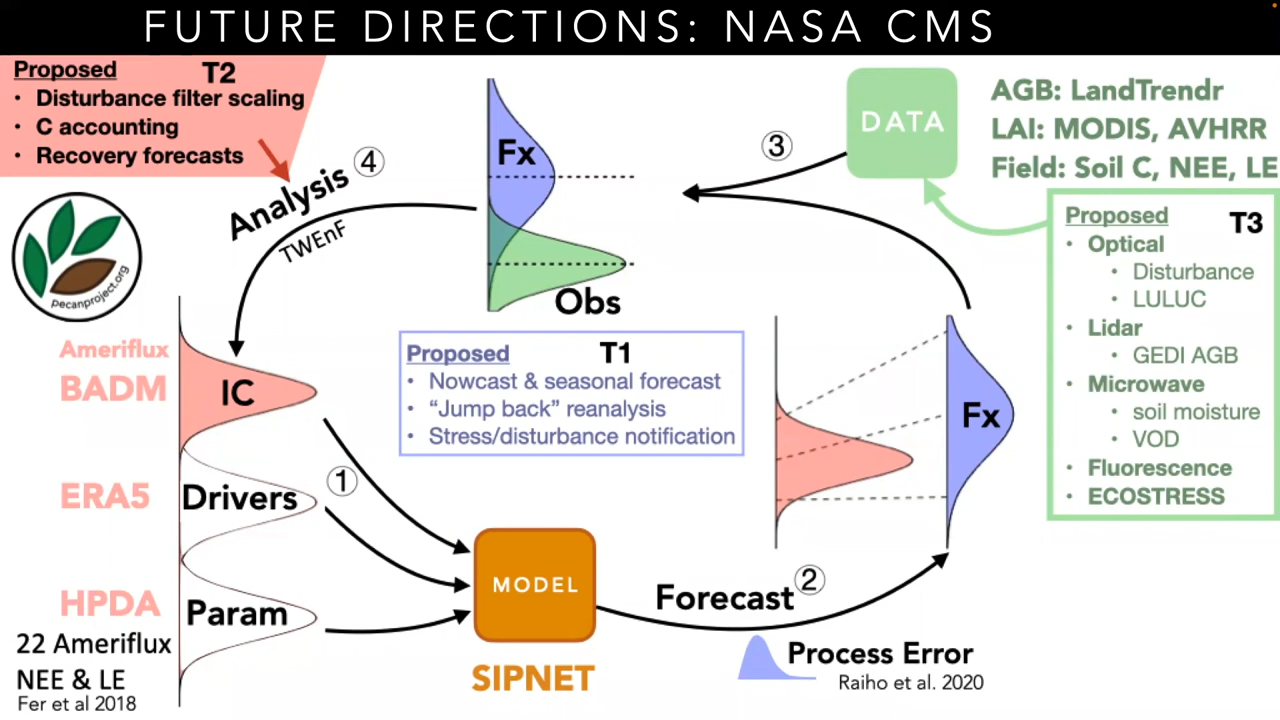 FUTURE DIRECTIONS: NASA CMS
Proposed T2
• Disturbance filter scaling
• C accounting
• Recovery forecasts
Analysis ④
TWEnF
pecanproject.org
Fx
Obs
③
DATA
AGB: LandTrendr
LAI: MODIS, AVHRR
Field: Soil C, NEE, LE
Proposed T3
• Optical
• Disturbance
• LULUC
• Lidar
• GEDI AGB
• Microwave
• soil moisture
• VOD
• Fluorescence
• ECOSTRESS
Proposed T1
• Nowcast & seasonal forecast
• “Jump back” reanalysis
• Stress/disturbance notification
Ameriflux
BADM
IC
ERA5
Drivers
①
HPDA
Param
22 Ameriflux
NEE & LE
Fer et al 2018
MODEL
SIPNET
Forecast ②
Fx
Process Error
Raiho et al. 2020